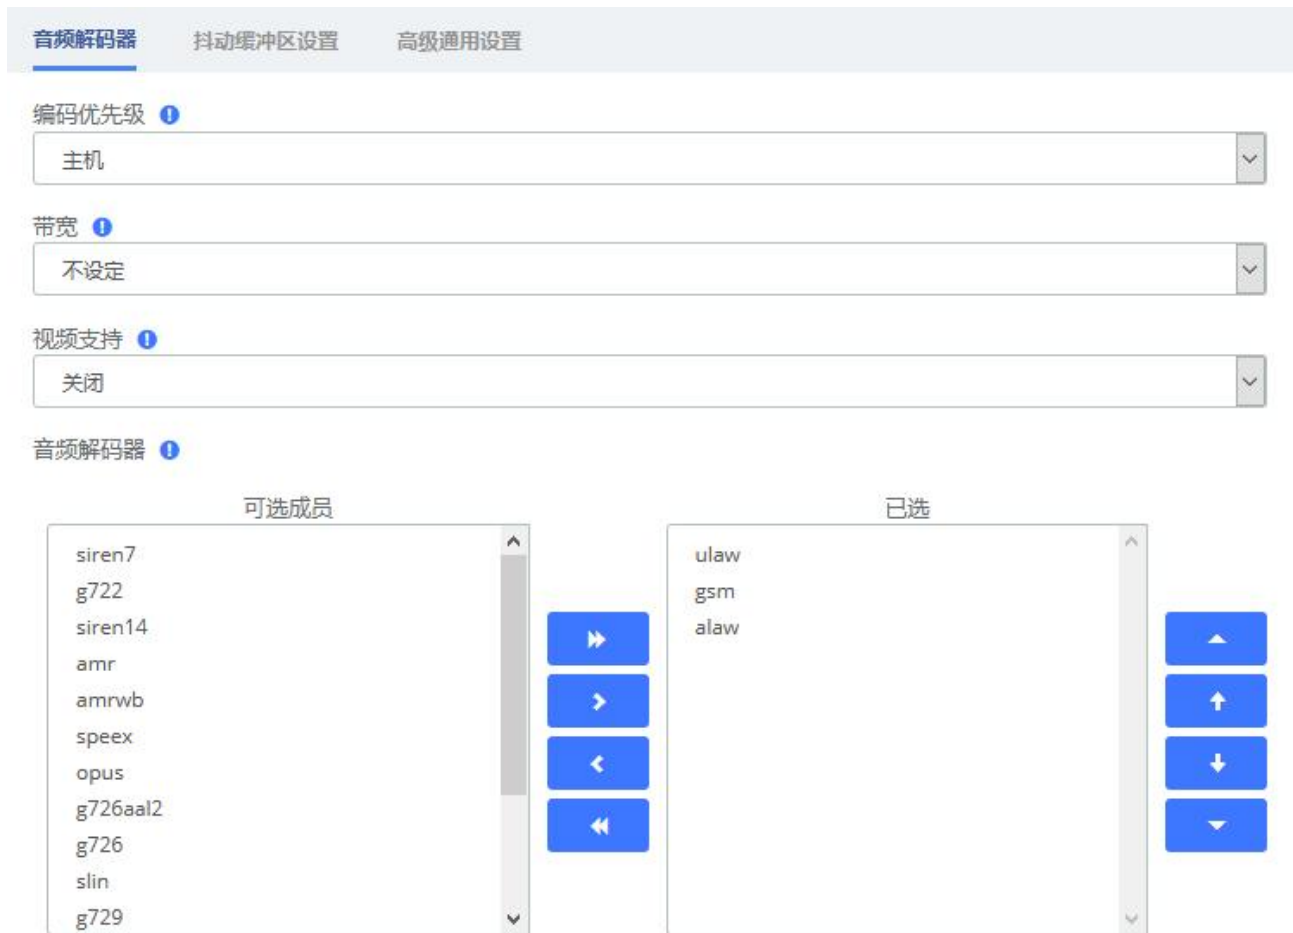 音频解码器 抖动缓冲区设置 高级通用设置
编码优先级
主机
带宽
不设定
视频支持
关闭
音频解码器
可选成员
siren7
g722
siren14
amr
amrwb
speex
opus
g726aal2
g726
slin
g729
已选
ulaw
gsm
alaw